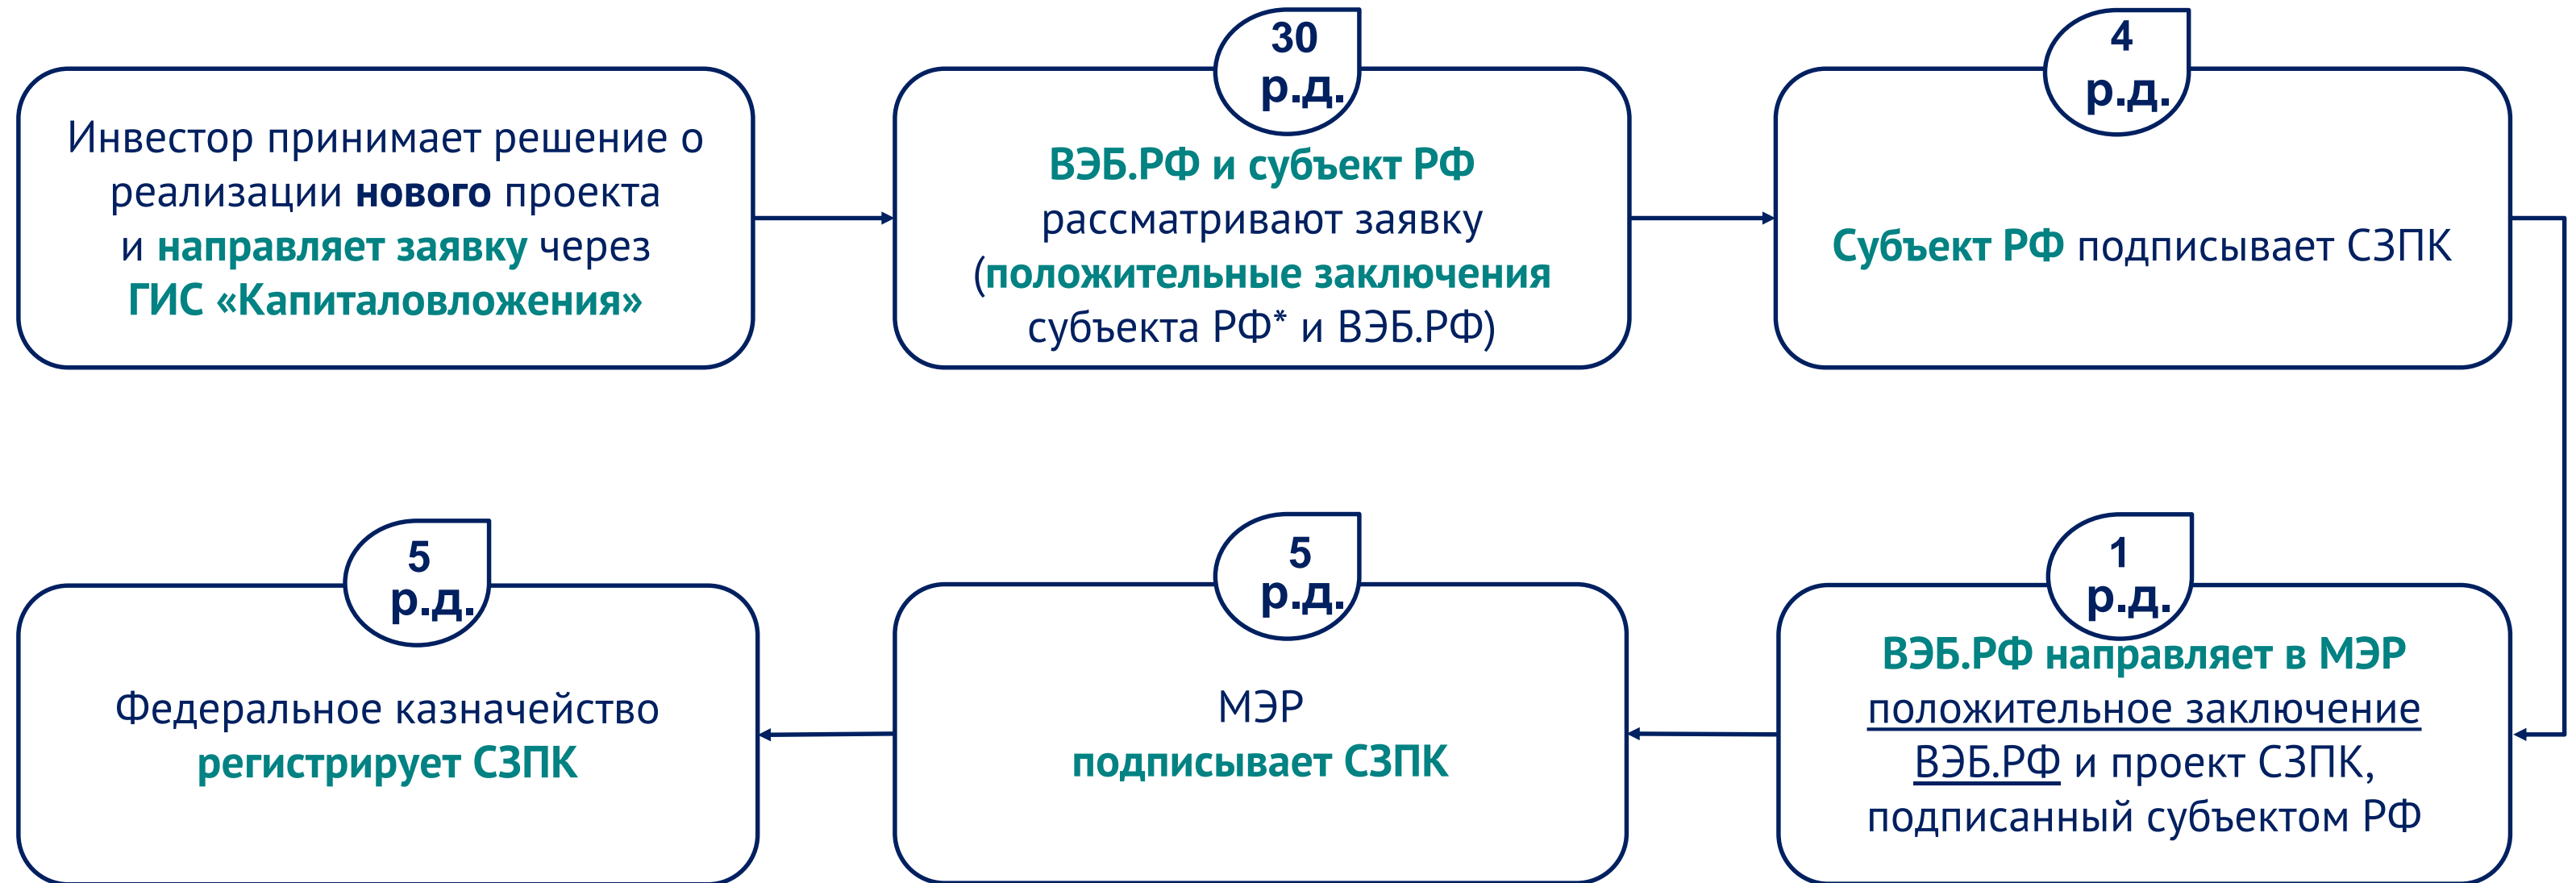 Инвестор принимает решение о
реализации нового проекта
и направляет заявку через
ГИС «Капиталовложения»
30
р.д.
ВЭБ.РФ и субъект РФ
рассматривают заявку
(положительные заключения
субъекта РФ* и ВЭБ.РФ)
4
р.д.
Субъект РФ подписывает СЗПК
1
р.д.
ВЭБ.РФ направляет в МЭР
положительное заключение
ВЭБ.РФ и проект СЗПК,
подписанный субъектом РФ
5
р.д.
МЭР
подписывает СЗПК
5
р.д.
Федеральное казначейство
регистрирует СЗПК